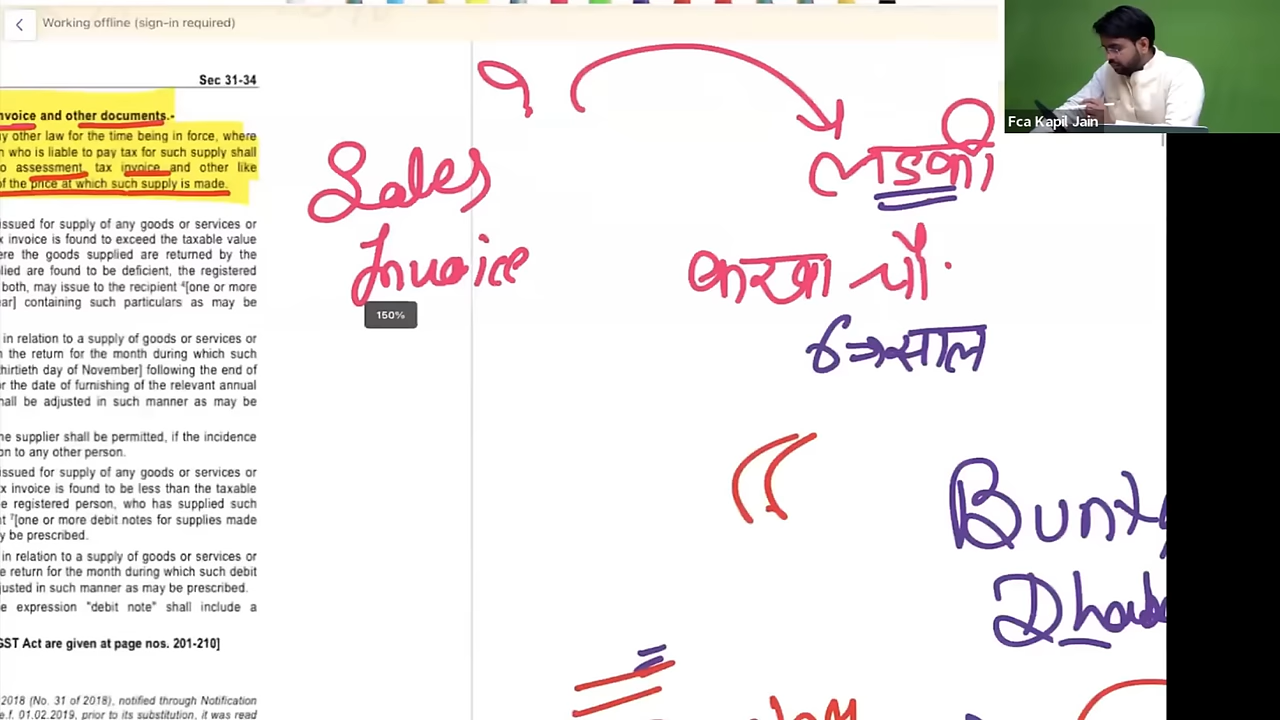 Working offline (sign-in required)
Fca Kapil Jain
Sec 31-34
nvoice and other documents.-
y other law for the time being in force, where
n who is liable to pay tax for such supply shall
o assessment, tax invoice and other like
of the price at which such supply is made.
issued for supply of any goods or services or
x invoice is found to exceed the taxable value
ere the goods supplied are returned by the
lied are found to be deficient, the registered
both, may issue to the recipient 4[one or more
ear] containing such particulars as may be
in relation to a supply of goods or services or
n the return for the month during which such
hirtieth day of November] following the end of
or the date of furnishing of the relevant annual
hall be adjusted in such manner as may be
he supplier shall be permitted, if the incidence
on to any other person.
issued for supply of any goods or services or
x invoice is found to be less than the taxable
e registered person, who has supplied such
t 7[one or more debit notes for supplies made
y be prescribed.
in relation to a supply of goods or services or
e return for the month during which such debit
justed in such manner as may be prescribed.
e expression "debit note" shall include a
GST Act are given at page nos. 201-210]
2018 (No. 31 of 2018), notified through Notification
e.f. 01.02.2019, prior to its substitution, it was read
Sales
Invoice
150%
लडकी
साल